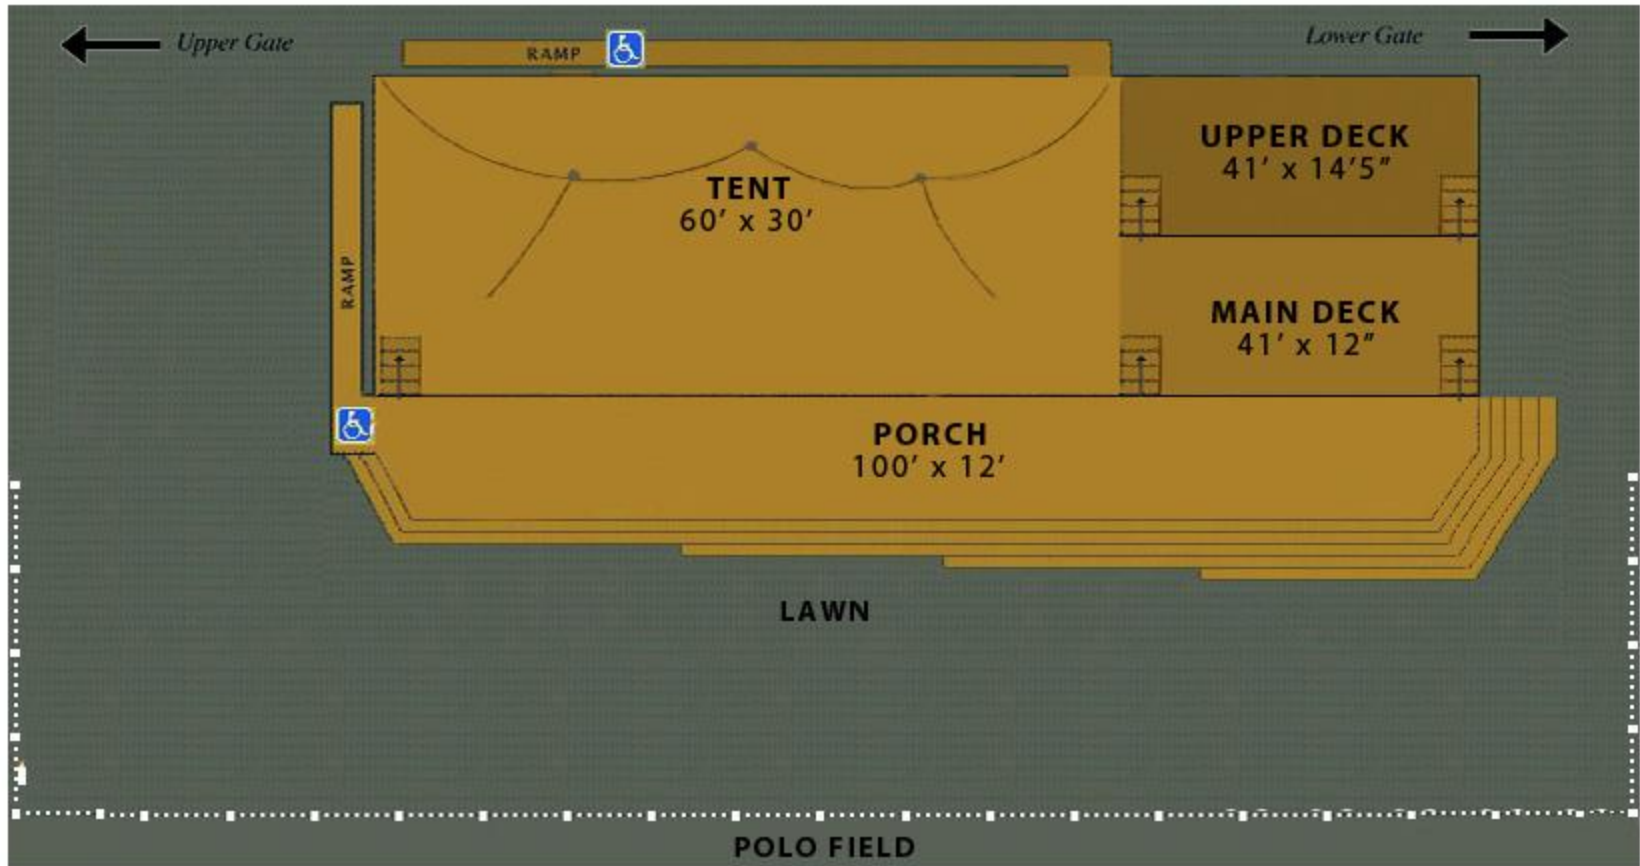 Upper Gate
Lower Gate
RAMP
UPPER DECK
41’ x 14’5”
TENT
60’ x 30’
RAMP
MAIN DECK
41’ x 12”
PORCH
100’ x 12’
LAWN
POLO FIELD